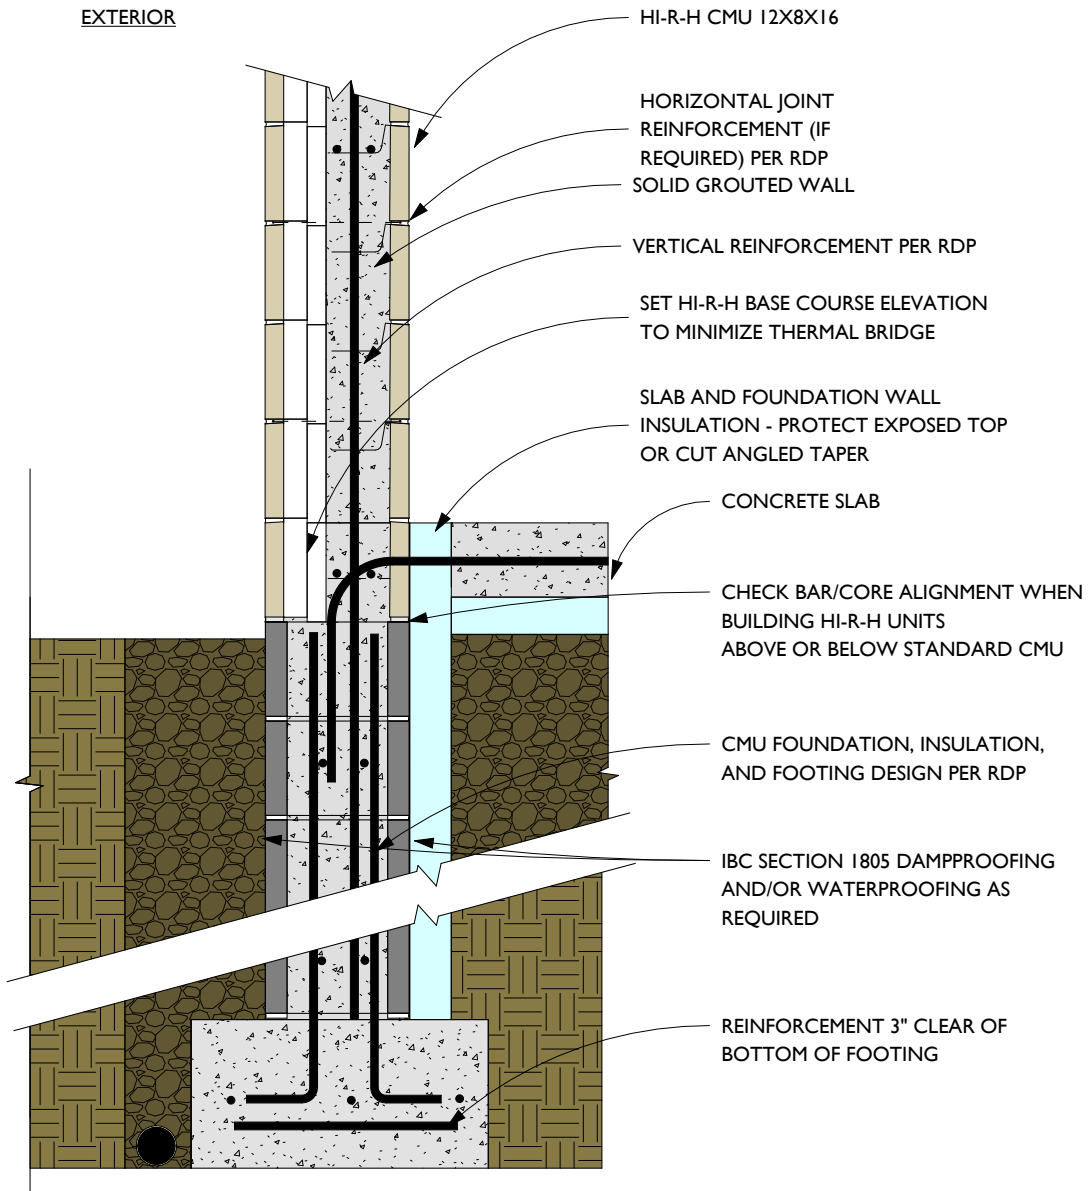 EXTERIOR
HI-R-H CMU 12X8X16
HORIZONTAL JOINT
REINFORCEMENT (IF
REQUIRED) PER RDP
SOLID GROUTED WALL
VERTICAL REINFORCEMENT PER RDP
SET HI-R-H BASE COURSE ELEVATION
TO MINIMIZE THERMAL BRIDGE
SLAB AND FOUNDATION WALL
INSULATION - PROTECT EXPOSED TOP
OR CUT ANGLED TAPER
CONCRETE SLAB
CHECK BAR/CORE ALIGNMENT WHEN
BUILDING HI-R-H UNITS
ABOVE OR BELOW STANDARD CMU
CMU FOUNDATION, INSULATION,
AND FOOTING DESIGN PER RDP
IBC SECTION 1805 DAMPPROOFING
AND/OR WATERPROOFING AS
REQUIRED
REINFORCEMENT 3" CLEAR OF
BOTTOM OF FOOTING